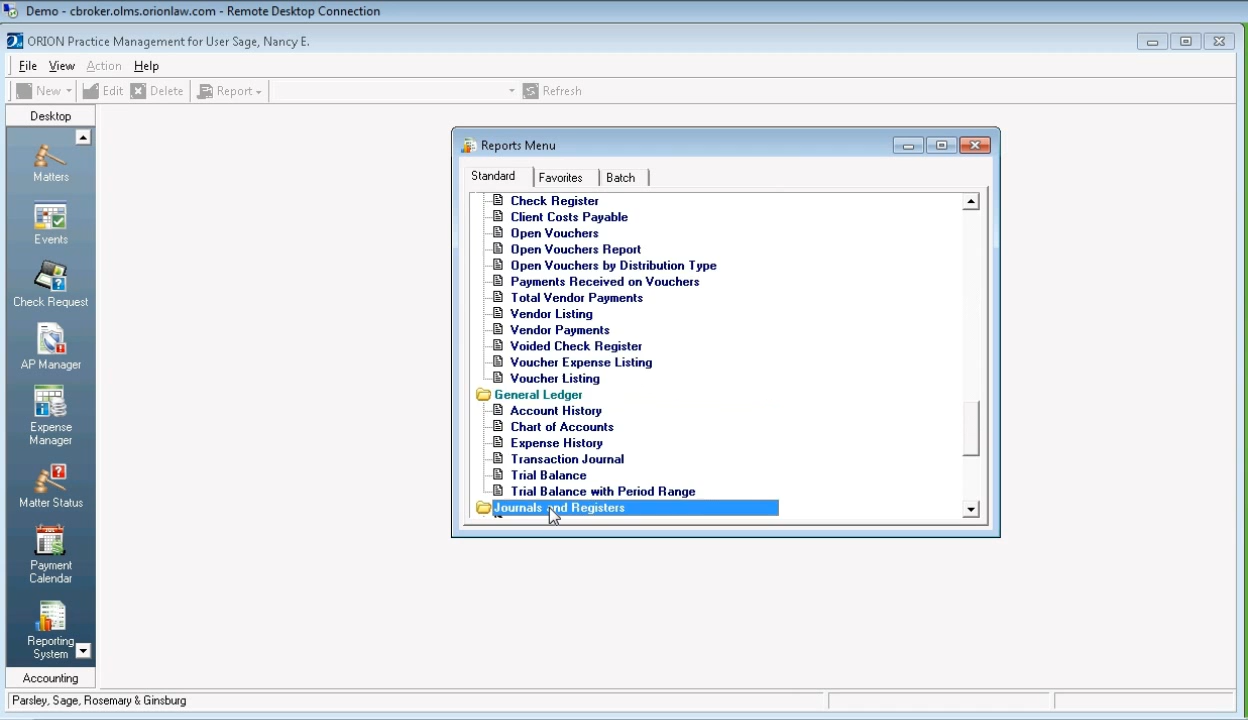 Demo - cbroker.olms.orionlaw.com - Remote Desktop Connection
ORION Practice Management for User Sage, Nancy E.
File View Action Help
New Edit Delete Report Refresh
Desktop
Matters
Events
Check Request
AP Manager
Expense
Manager
Matter Status
Payment
Calendar
Reporting
System
Accounting
Reports Menu
Standard Favorites Batch
Check Register
Client Costs Payable
Open Vouchers
Open Vouchers Report
Open Vouchers by Distribution Type
Payments Received on Vouchers
Total Vendor Payments
Vendor Listing
Vendor Payments
Voided Check Register
Voucher Expense Listing
Voucher Listing
General Ledger
Account History
Chart of Accounts
Expense History
Transaction Journal
Trial Balance
Trial Balance with Period Range
Journals and Registers
Parsley, Sage, Rosemary & Ginsburg